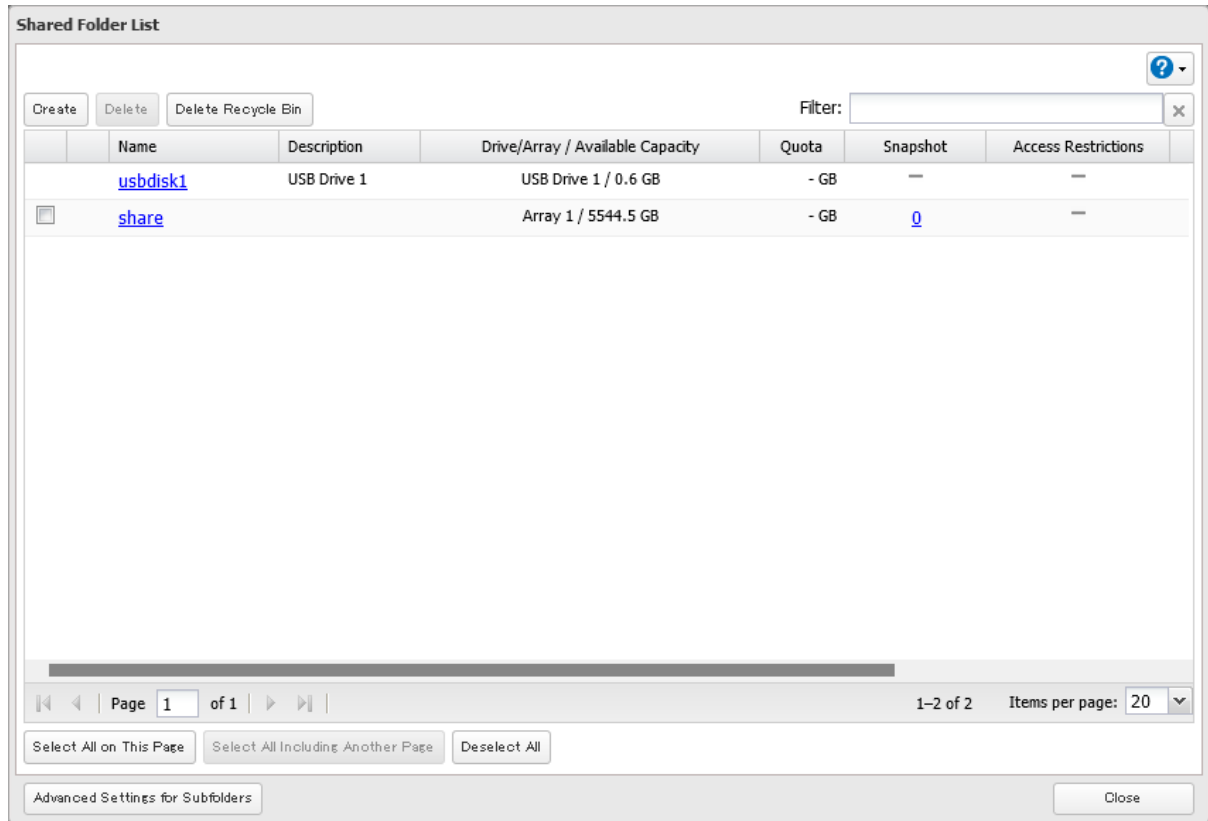 Shared Folder List
?
Create Delete Delete Recycle Bin Filter:
Name Description Drive/Array / Available Capacity Quota Snapshot Access Restrictions
usbdisk1 USB Drive 1 USB Drive 1 / 0.6 GB - GB — —
share Array 1 / 5544.5 GB - GB 0 —
Page 1 of 1 1–2 of 2 Items per page: 20
Select All on This Page Select All Including Another Page Deselect All
Advanced Settings for Subfolders Close